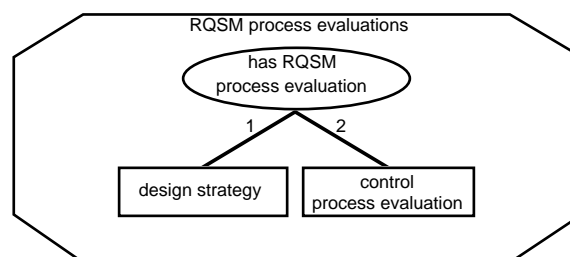 RQSM process evaluations
has RQSM
process evaluation
1
2
design strategy
control
process evaluation